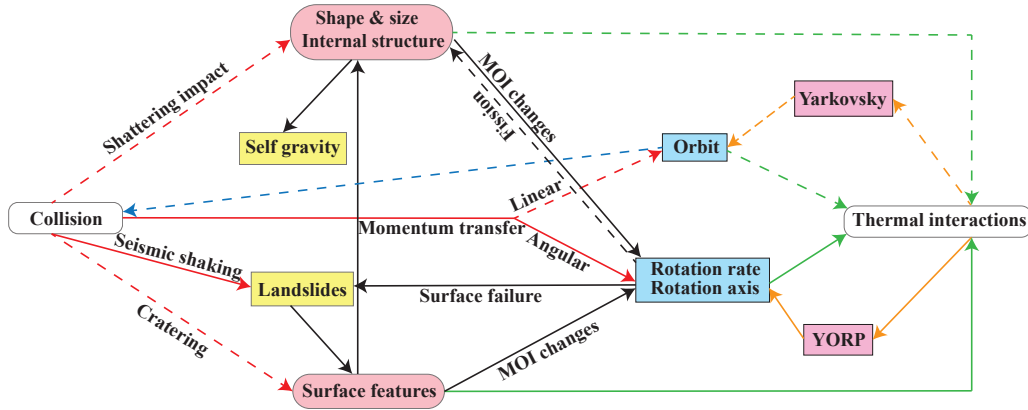 Shape & size
Internal structure
MOI changes
Fission
Shattering impact
Yarkovsky
Self gravity
Orbit
Linear
Collision
Momentum transfer
Thermal interactions
Angular
Seismic shaking
Landslides
Surface failure
Rotation rate
Rotation axis
Cratering
MOI changes
YORP
Surface features